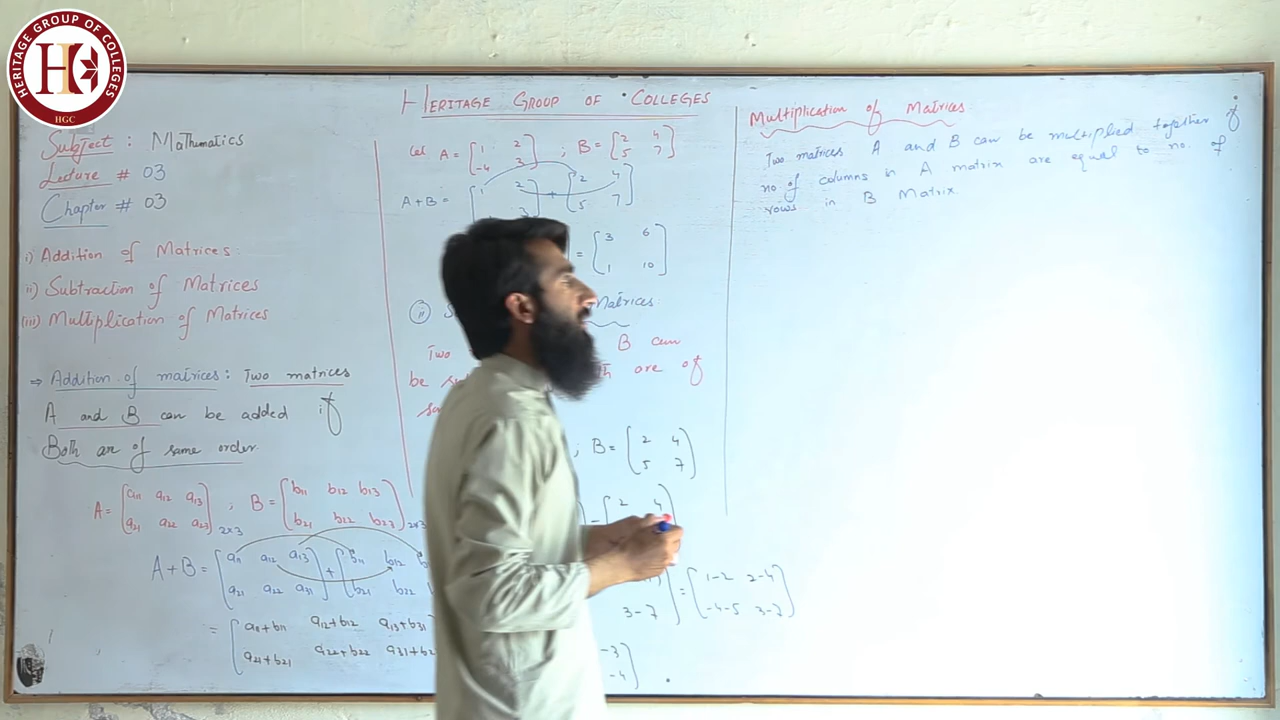 HERITAGE GROUP OF COLLEGES
HGC
HERITAGE GROUP OF COLLEGES
Subject : Mathematics
Lecture # 03
Chapter # 03
i) Addition of Matrices.
ii) Subtraction of Matrices
(iii) Multiplication of Matrices
⇒ Addition of matrices: Two matrices
A and B can be added if
Both are of same order.
A = [a11 a12 a13; B = [b11 b12 b13
a21 a22 a23] 2×3 b21 b22 b23] 2×3
A+B = [a11 a12 a13] + [b11 b12
a21 a22 a31 b21 b22
= [a11+b11 a12+b12 a13+b31
a21+b21 a22+b22 a31+b2
let A = [1 2; B = [2 4
-4 3] 5 7]
A+B = [1 2] + [2 4
3 5 7]
= [3 6
1 10]
(ii) S Matrices:
Two B can
be are of
; B = [2 4
5 7]
- [2 4
3-7] = [1-2 2-4
-4-5 3-7]
-3
-4]
Multiplication of Matrices
Two matrices A and B can be multiplied together if
no of columns in A matrix are equal to no. of
rows in B Matrix.